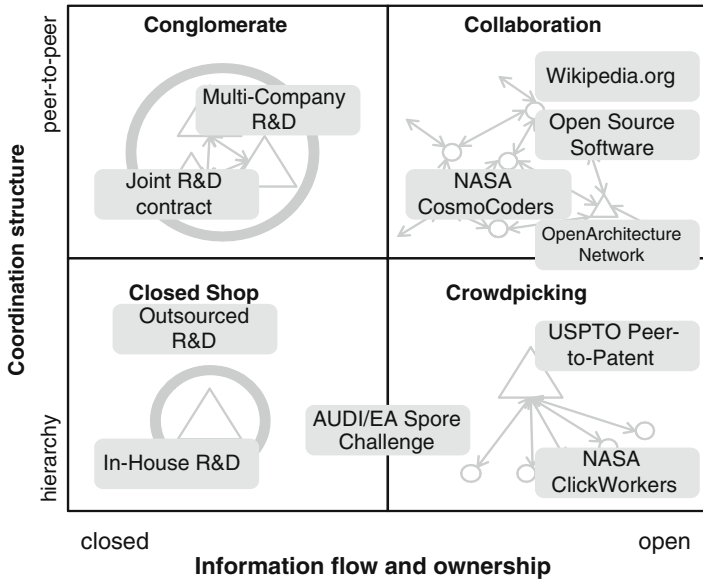 Coordination structure
peer-to-peer
hierarchy
Conglomerate
Multi-Company
R&D
Joint R&D
contract
Collaboration
Wikipedia.org
Open Source
Software
NASA
CosmoCoders
OpenArchitecture
Network
Closed Shop
Outsourced
R&D
In-House R&D
AUDI/EA Spore
Challenge
Crowdpicking
USPTO Peer-
to-Patent
NASA
ClickWorkers
closed
open
Information flow and ownership